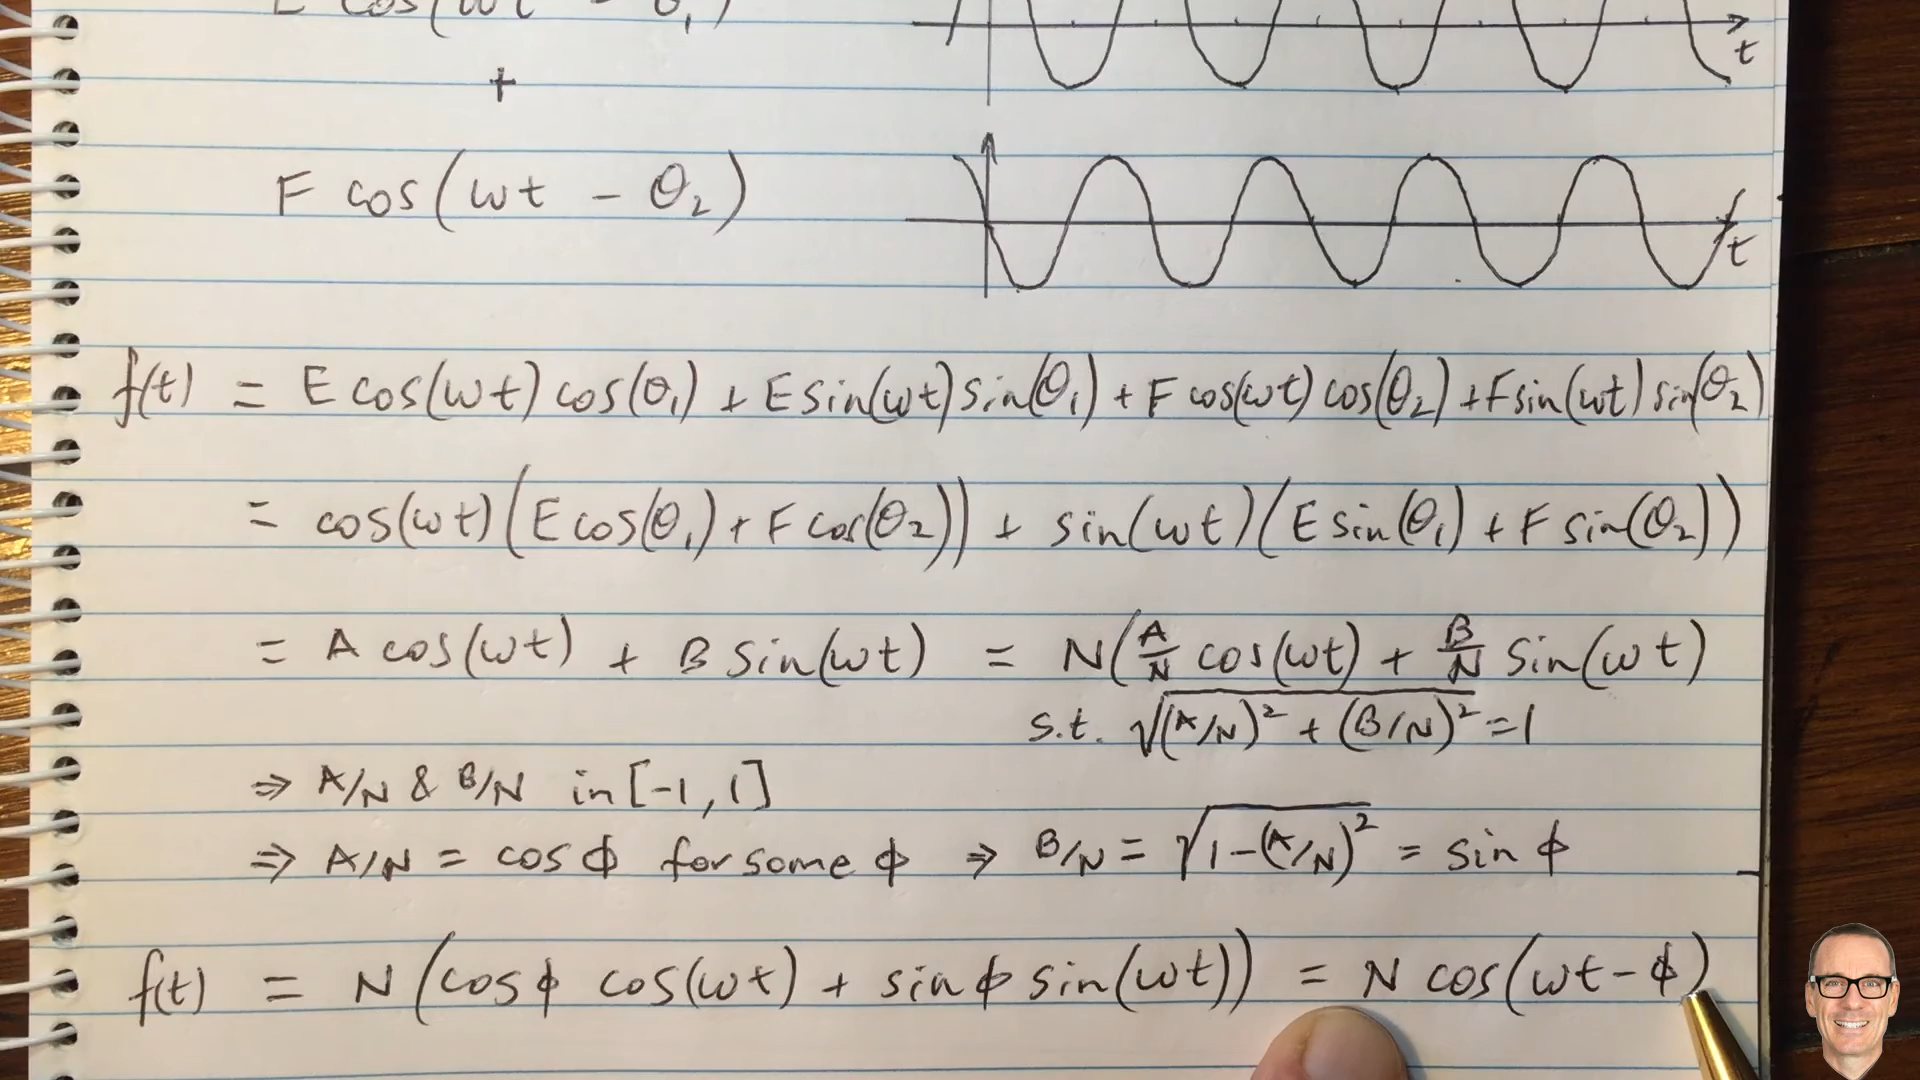 E cos(ωt - θ₁)
t
+
F cos(ωt - θ₂)
t
f(t) = E cos(ωt) cos(θ₁) + E sin(ωt) sin(θ₁) + F cos(ωt) cos(θ₂) + F sin(ωt) sin(θ₂)
= cos(ωt)(E cos(θ₁) + F cos(θ₂)) + sin(ωt)(E sin(θ₁) + F sin(θ₂))
= A cos(ωt) + B sin(ωt) = N(A/N cos(ωt) + B/N sin(ωt)
s.t. √((A/N)² + (B/N)²) = 1
⇒ A/N & B/N in [-1, 1]
⇒ A/N = cos ϕ for some ϕ ⇒ B/N = √(1-(A/N)²) = sin ϕ
f(t) = N (cos ϕ cos(ωt) + sin ϕ sin(ωt)) = N cos(ωt - ϕ)